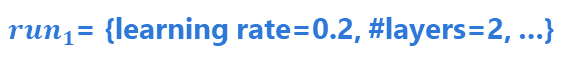 run₁= {learning rate=0.2, #layers=2, ...}